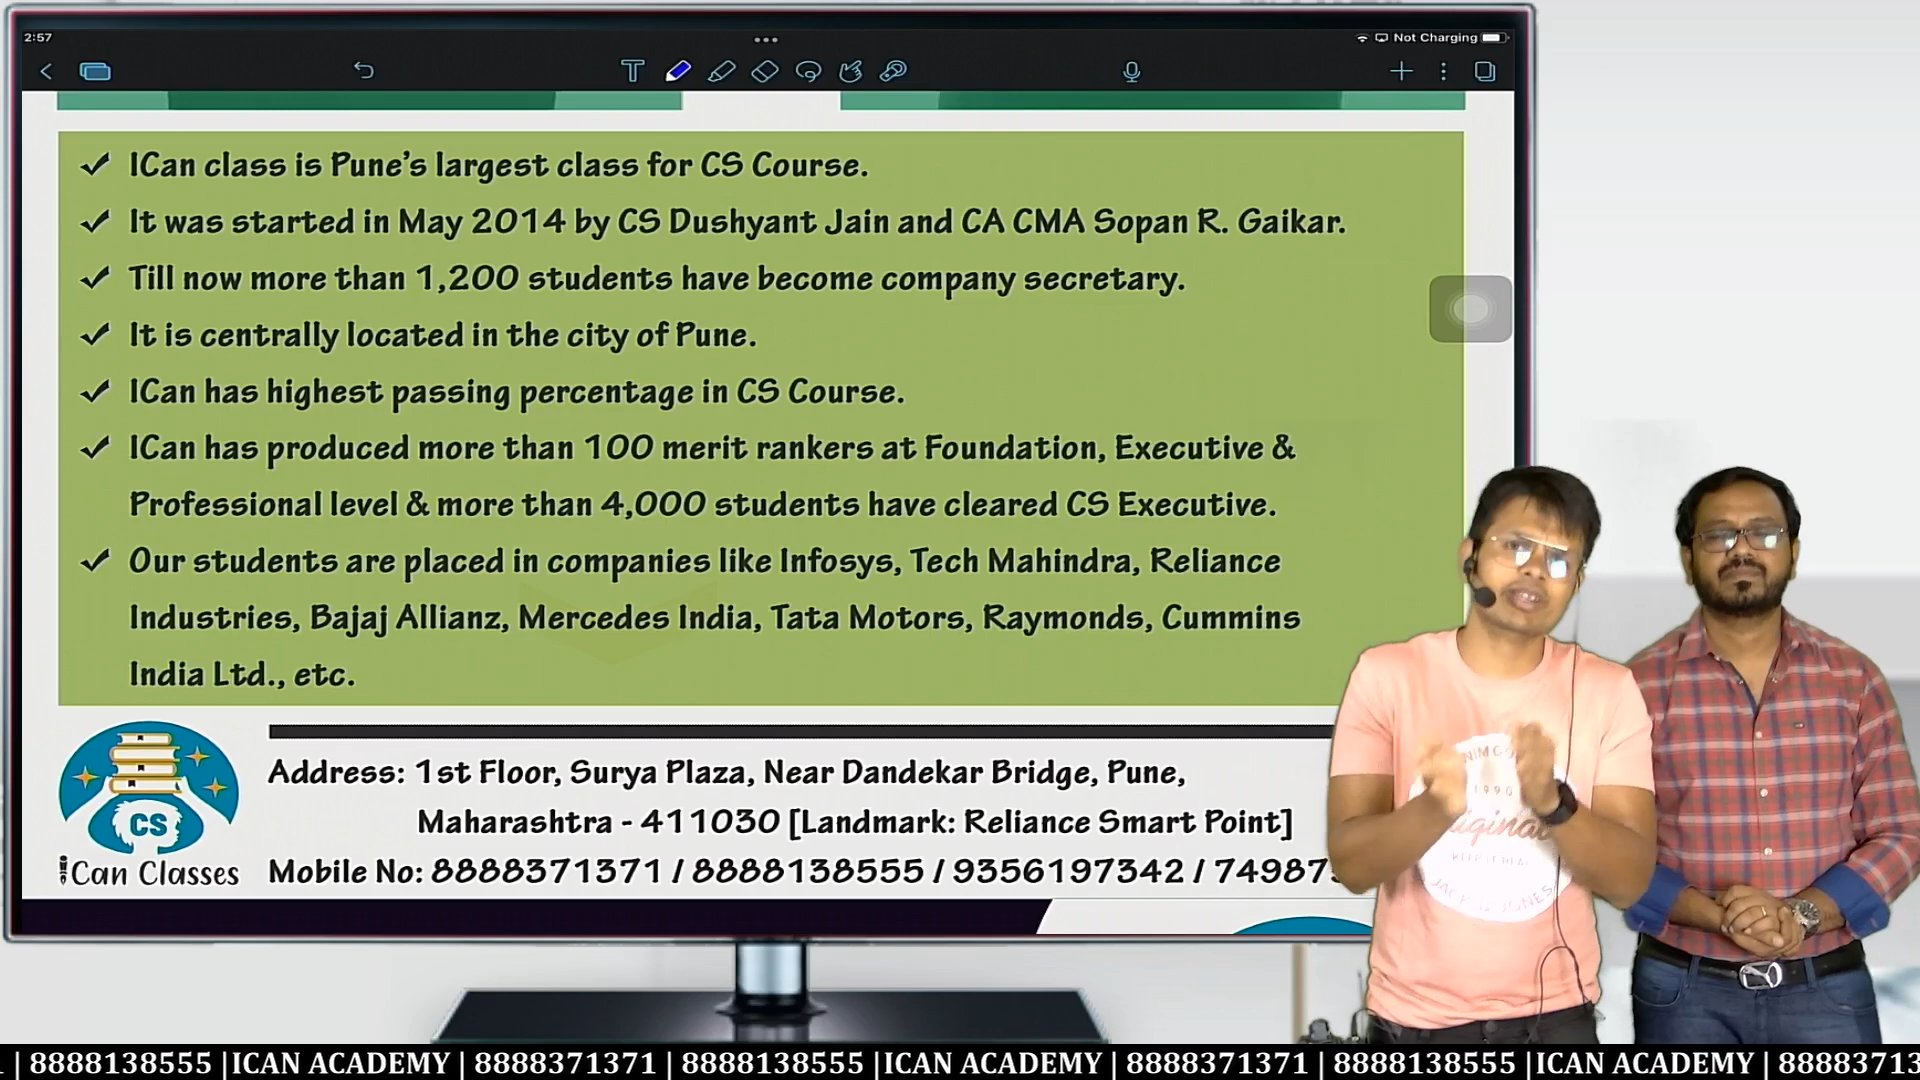 2:57
Not Charging
T
✓ ICan class is Pune's largest class for CS Course.
✓ It was started in May 2014 by CS Dushyant Jain and CA CMA Sopan R. Gaikar.
✓ Till now more than 1,200 students have become company secretary.
✓ It is centrally located in the city of Pune.
✓ ICan has highest passing percentage in CS Course.
✓ ICan has produced more than 100 merit rankers at Foundation, Executive &
Professional level & more than 4,000 students have cleared CS Executive.
✓ Our students are placed in companies like Infosys, Tech Mahindra, Reliance
Industries, Bajaj Allianz, Mercedes India, Tata Motors, Raymonds, Cummins
India Ltd., etc.
CS
iCan Classes
Address: 1st Floor, Surya Plaza, Near Dandekar Bridge, Pune,
Maharashtra - 411030 [Landmark: Reliance Smart Point]
Mobile No: 8888371371 / 8888138555 / 9356197342 / 74987
1990
JACK & JONES
| 8888138555 |ICAN ACADEMY | 8888371371 | 8888138555 |ICAN ACADEMY | 8888371371 | 8888138555 |ICAN ACADEMY | 88883713